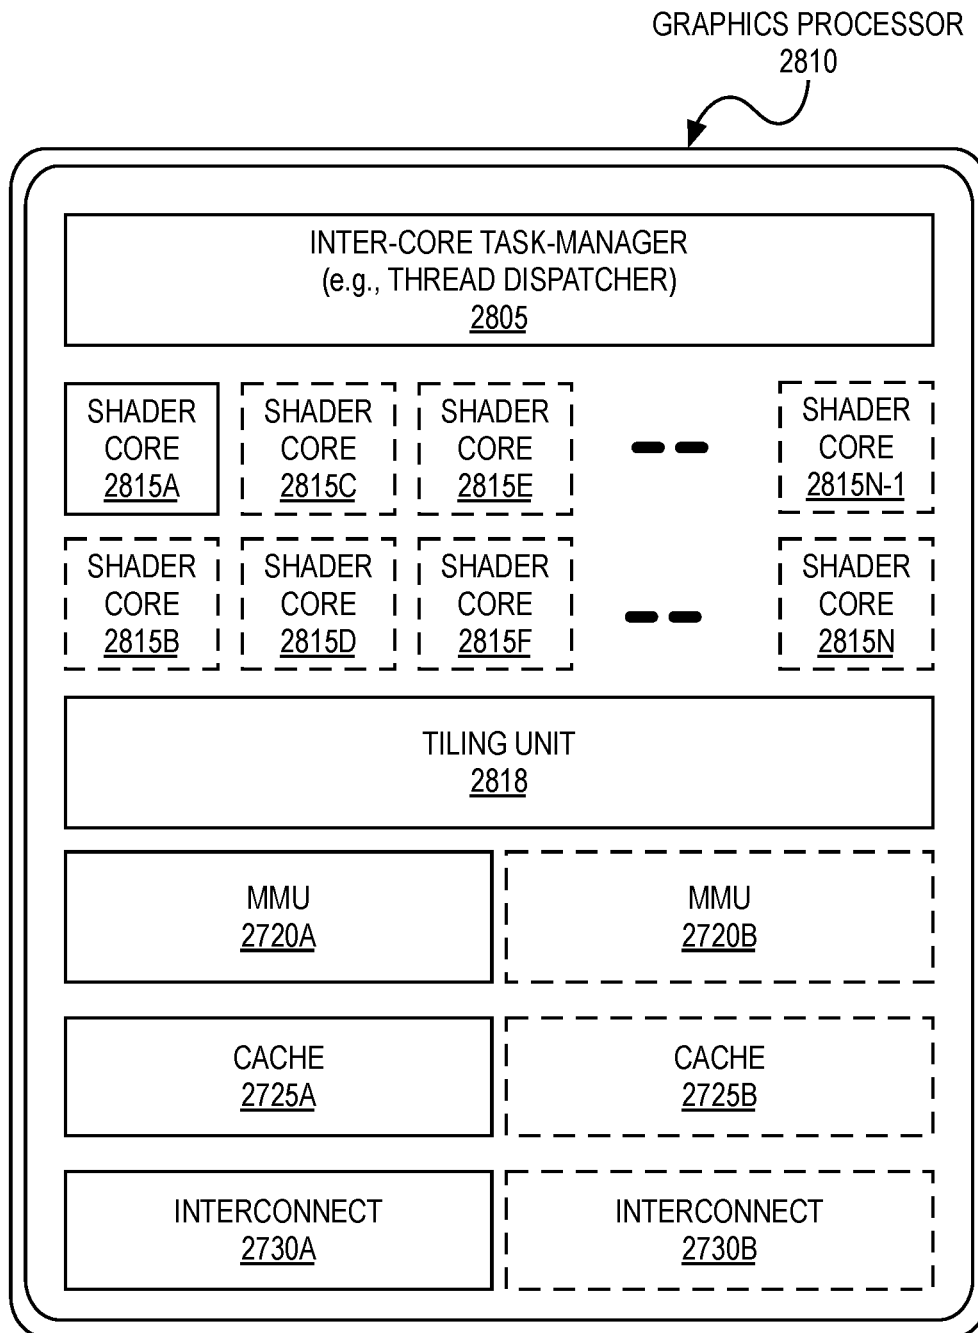 GRAPHICS PROCESSOR
2810
INTER-CORE TASK-MANAGER
(e.g., THREAD DISPATCHER)
2805
SHADER CORE 2815A
SHADER CORE 2815C
SHADER CORE 2815E
SHADER CORE 2815N-1
SHADER CORE 2815B
SHADER CORE 2815D
SHADER CORE 2815F
SHADER CORE 2815N
TILING UNIT
2818
MMU
2720A
MMU
2720B
CACHE
2725A
CACHE
2725B
INTERCONNECT
2730A
INTERCONNECT
2730B